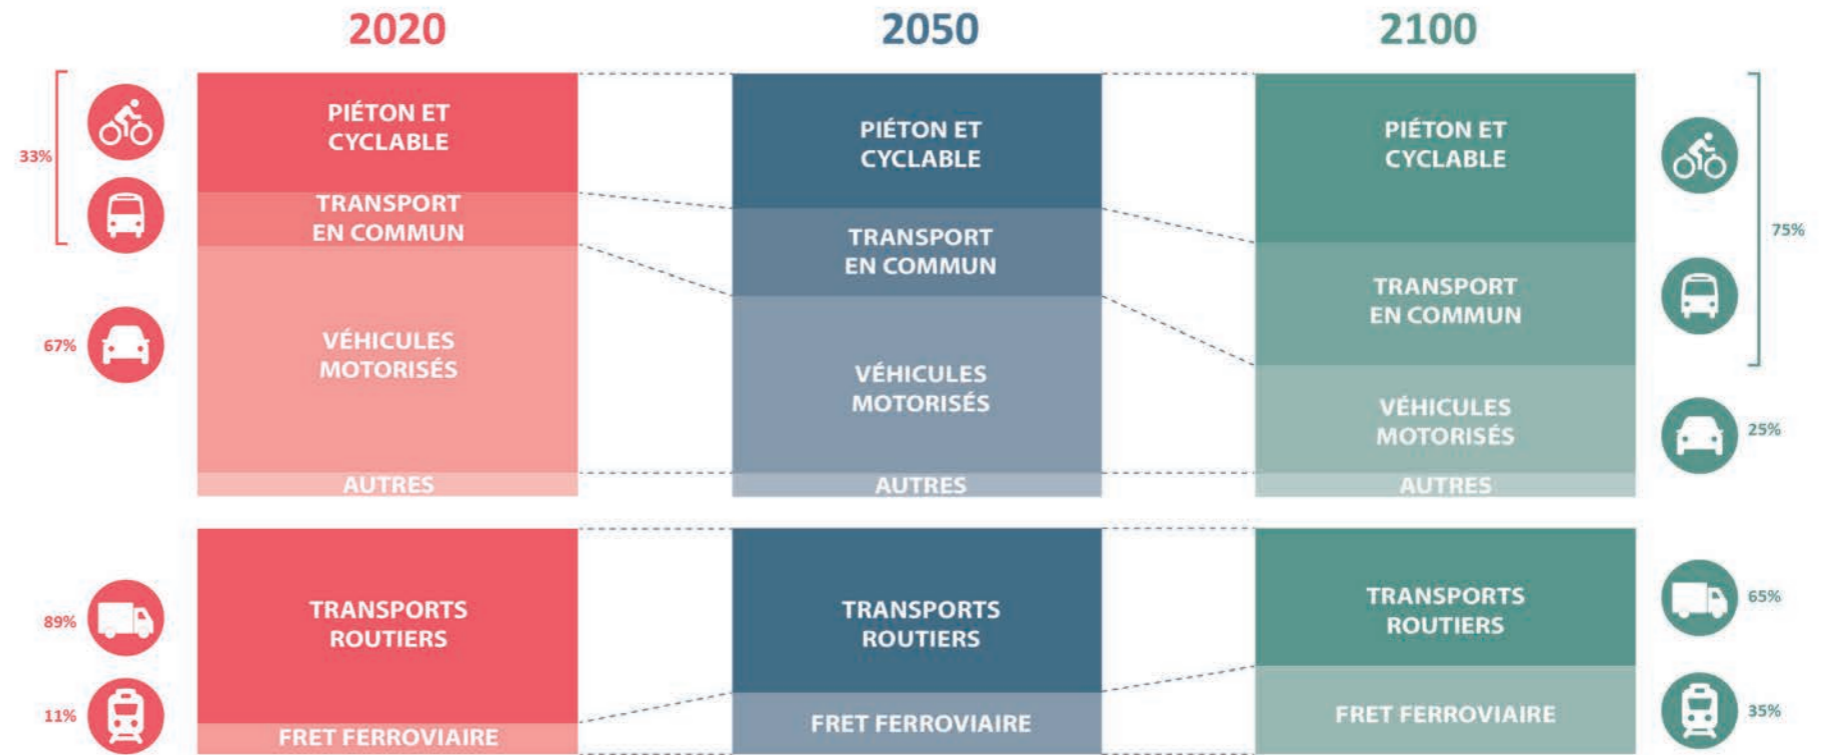 2020
2050
2100
33%
67%
PIÉTON ET
CYCLABLE
TRANSPORT
EN COMMUN
VÉHICULES
MOTORISÉS
AUTRES
PIÉTON ET
CYCLABLE
TRANSPORT
EN COMMUN
VÉHICULES
MOTORISÉS
AUTRES
PIÉTON ET
CYCLABLE
TRANSPORT
EN COMMUN
VÉHICULES
MOTORISÉS
AUTRES
75%
25%
89%
11%
TRANSPORTS
ROUTIERS
FRET FERROVIAIRE
TRANSPORTS
ROUTIERS
FRET FERROVIAIRE
TRANSPORTS
ROUTIERS
FRET FERROVIAIRE
65%
35%